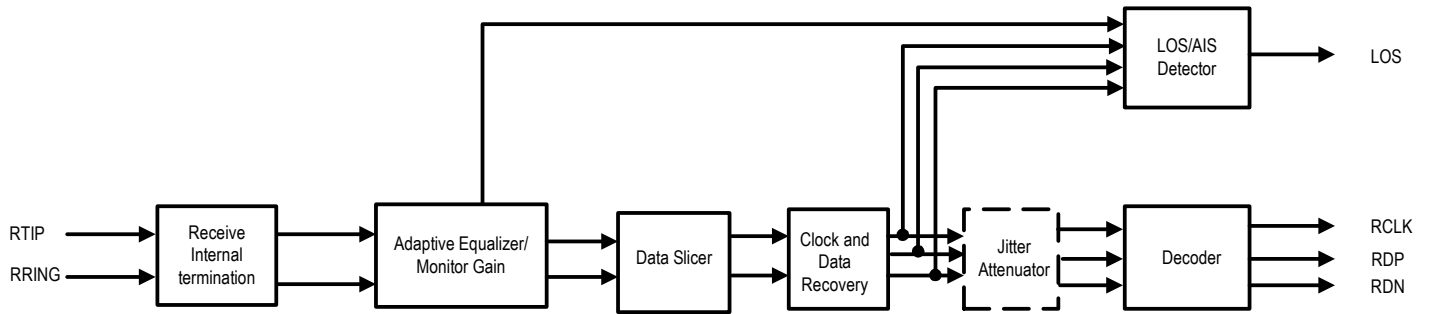 LOS/AIS
Detector
LOS
RTIP
RRING
Receive
Internal
termination
Adaptive Equalizer/
Monitor Gain
Data Slicer
Clock and
Data
Recovery
Jitter
Attenuator
Decoder
RCLK
RDP
RDN